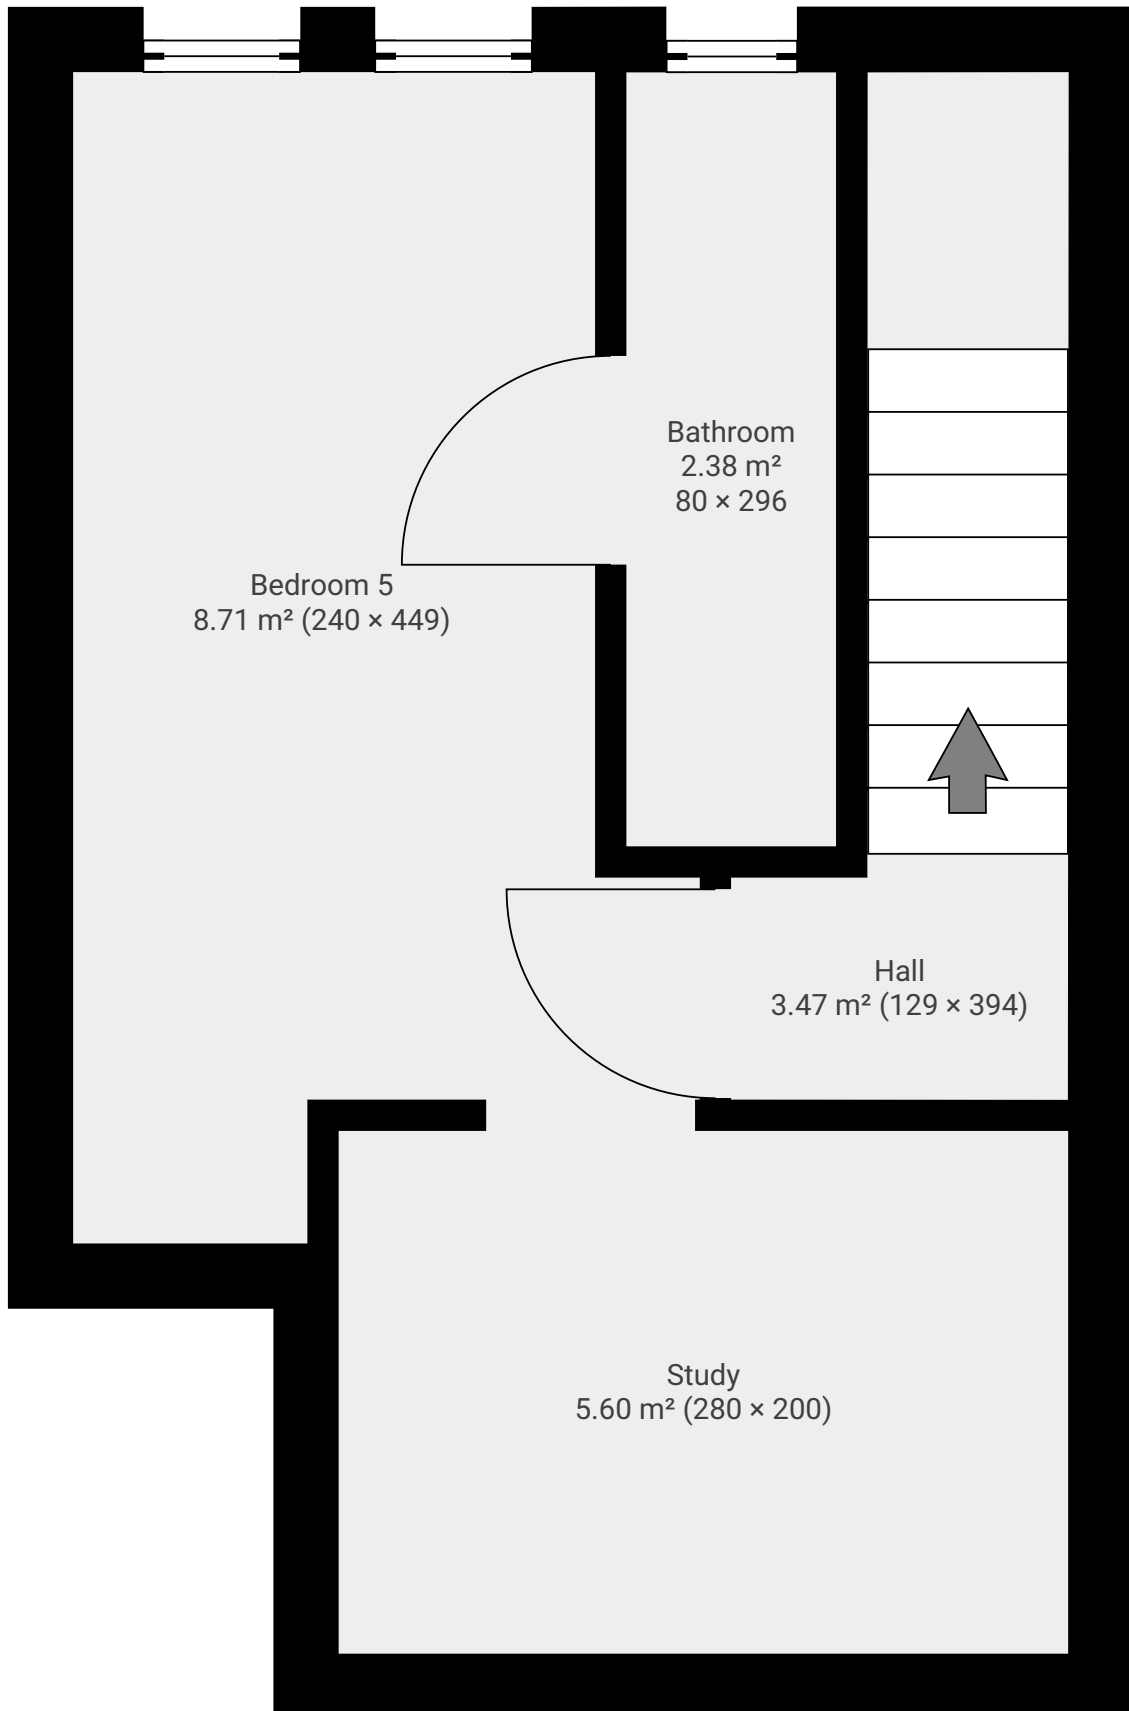 Bathroom
2.38 m²
80 × 296
Bedroom 5
8.71 m² (240 × 449)
Hall
3.47 m² (129 × 394)
Study
5.60 m² (280 × 200)